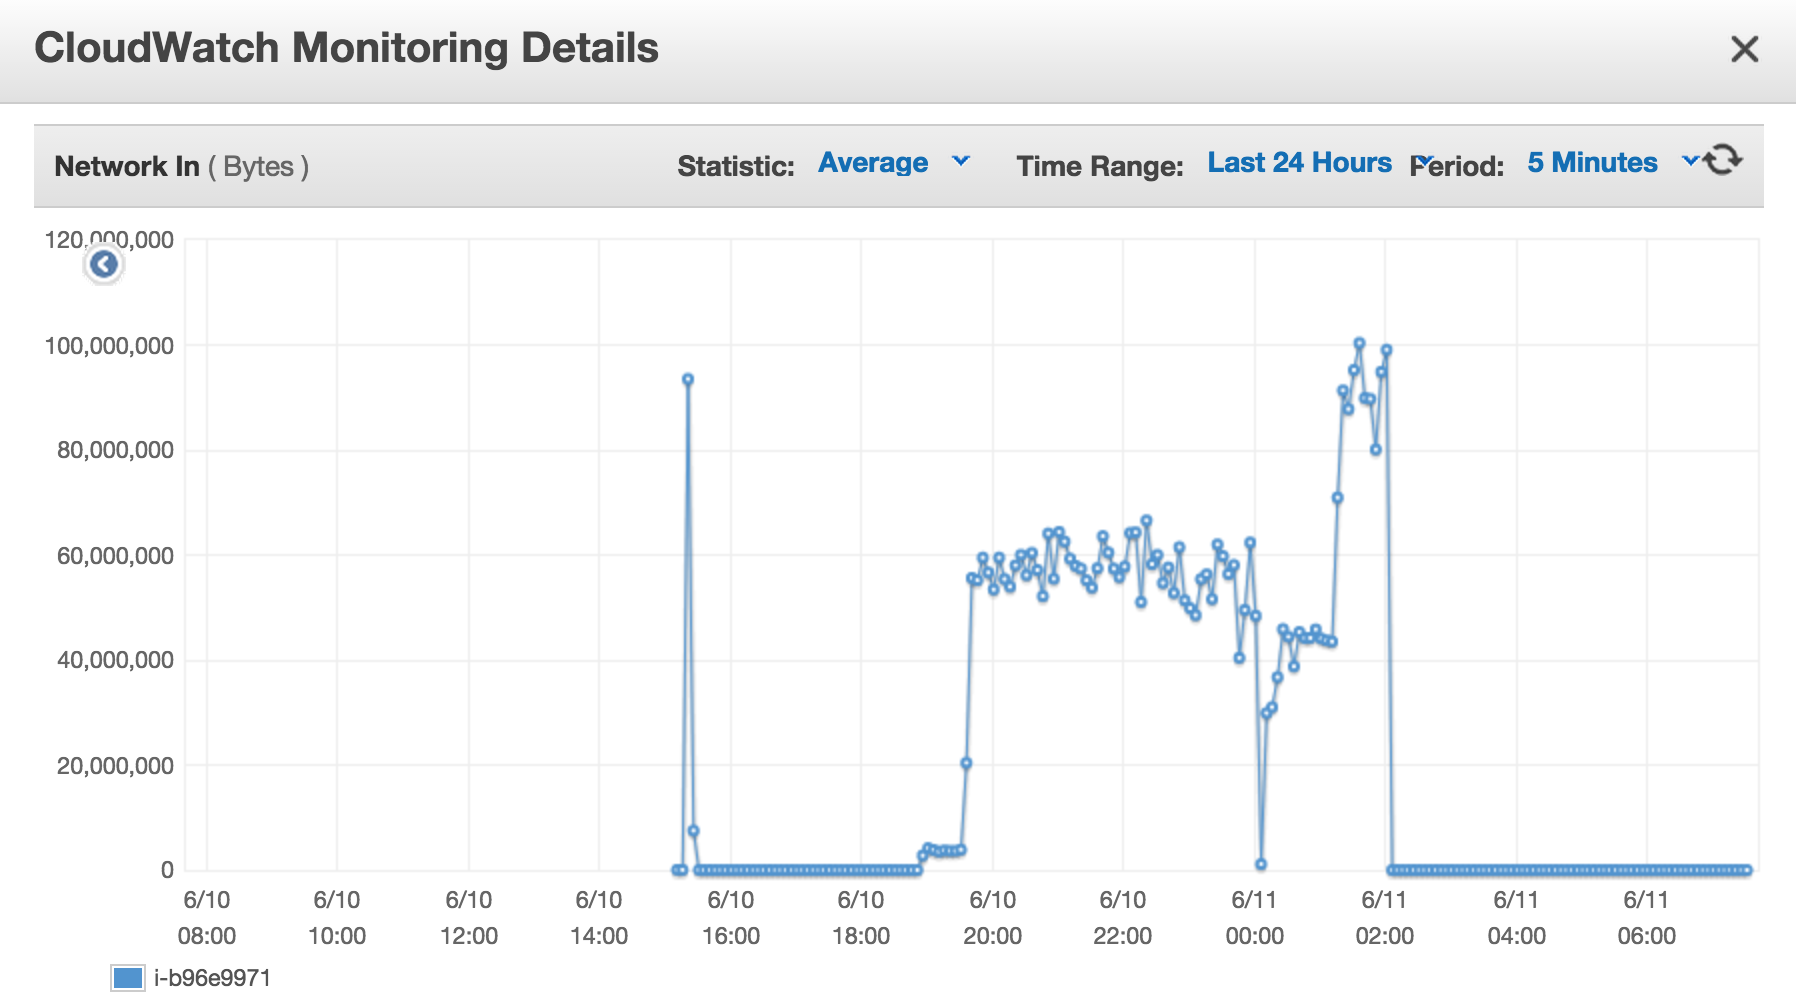 CloudWatch Monitoring Details
Network In ( Bytes ) Statistic: Average Time Range: Last 24 Hours Period: 5 Minutes
120,000,000
100,000,000
80,000,000
60,000,000
40,000,000
20,000,000
0
6/10 6/10 6/10 6/10 6/10 6/10 6/10 6/10 6/11 6/11 6/11 6/11
08:00 10:00 12:00 14:00 16:00 18:00 20:00 22:00 00:00 02:00 04:00 06:00
i-b96e9971